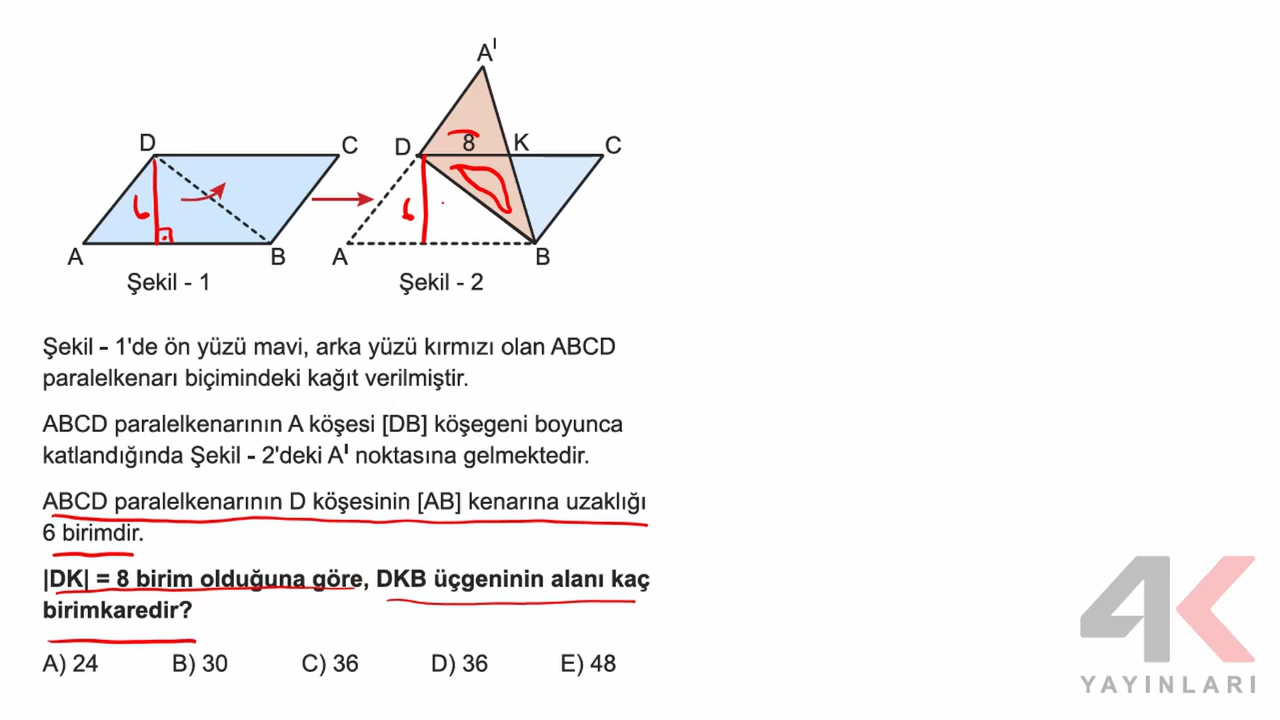 A'
D
C
D
8
K
C
6
6
A
B
A
B
Şekil - 1
Şekil - 2
Şekil - 1'de ön yüzü mavi, arka yüzü kırmızı olan ABCD
paralelkenarı biçimindeki kağıt verilmiştir.
ABCD paralelkenarının A köşesi [DB] köşegeni boyunca
katlandığında Şekil - 2'deki A' noktasına gelmektedir.
ABCD paralelkenarının D köşesinin [AB] kenarına uzaklığı
6 birimdir.
|DK| = 8 birim olduğuna göre, DKB üçgeninin alanı kaç
birimkaredir?
A) 24 B) 30 C) 36 D) 36 E) 48
4K
YAYINLARI